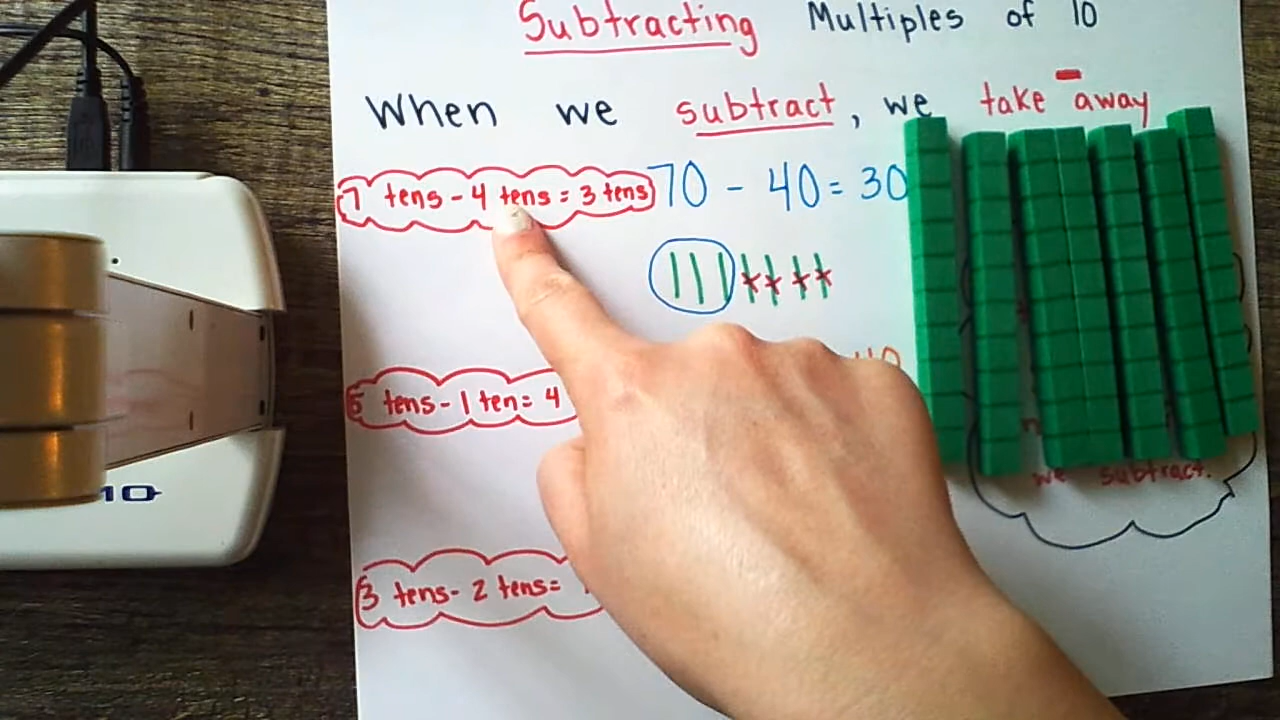 Subtracting Multiples of 10
When we subtract, we take away
7 tens - 4 tens = 3 tens
70 - 40 = 30
5 tens - 1 ten = 4
3 tens - 2 tens =
we subtract.